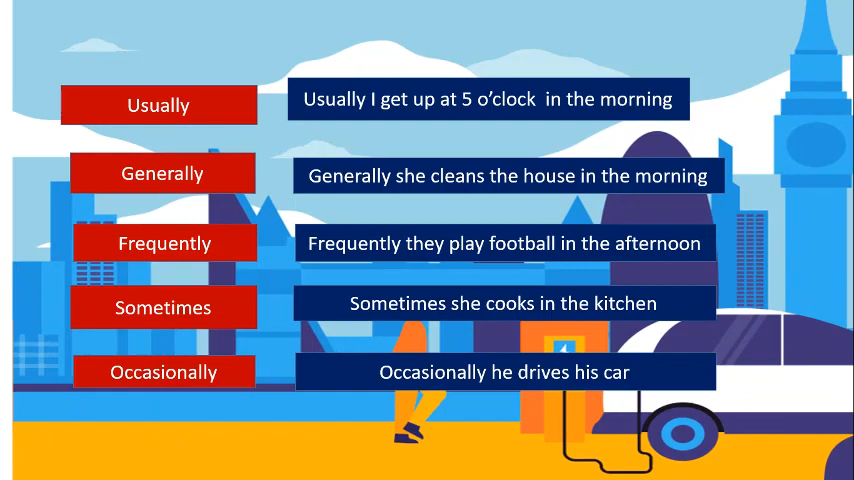 Usually
Usually I get up at 5 o’clock  in the morning
Generally
Generally she cleans the house in the morning
Frequently
Frequently they play football in the afternoon
Sometimes
Sometimes she cooks in the kitchen
Occasionally
Occasionally he drives his car